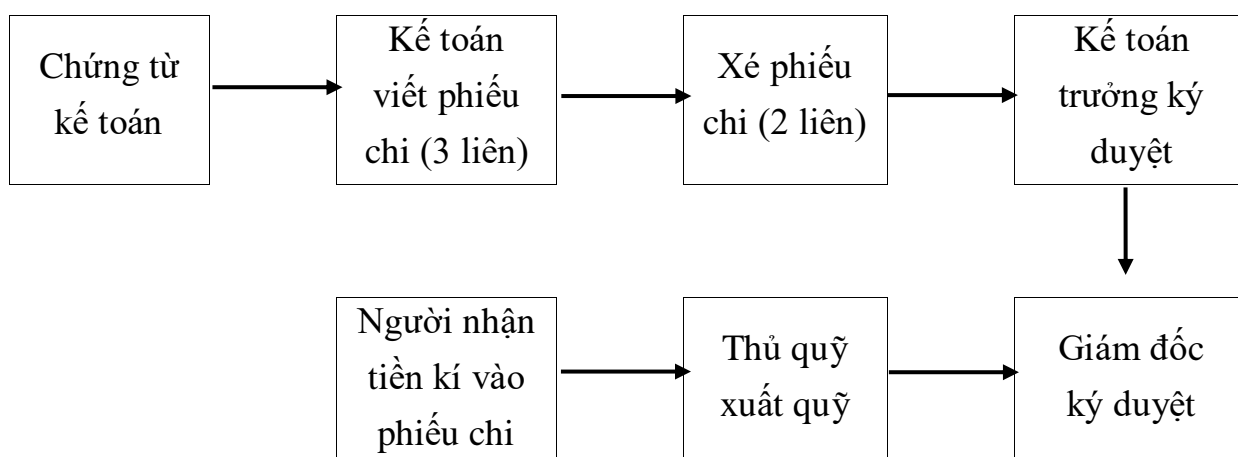 Chứng từ
kế toán
Kế toán
viết phiếu
chi (3 liên)
Xé phiếu
chi (2 liên)
Kế toán
trưởng ký
duyệt
Người nhận
tiền kí vào
phiếu chi
Thủ quỹ
xuất quỹ
Giám đốc
ký duyệt